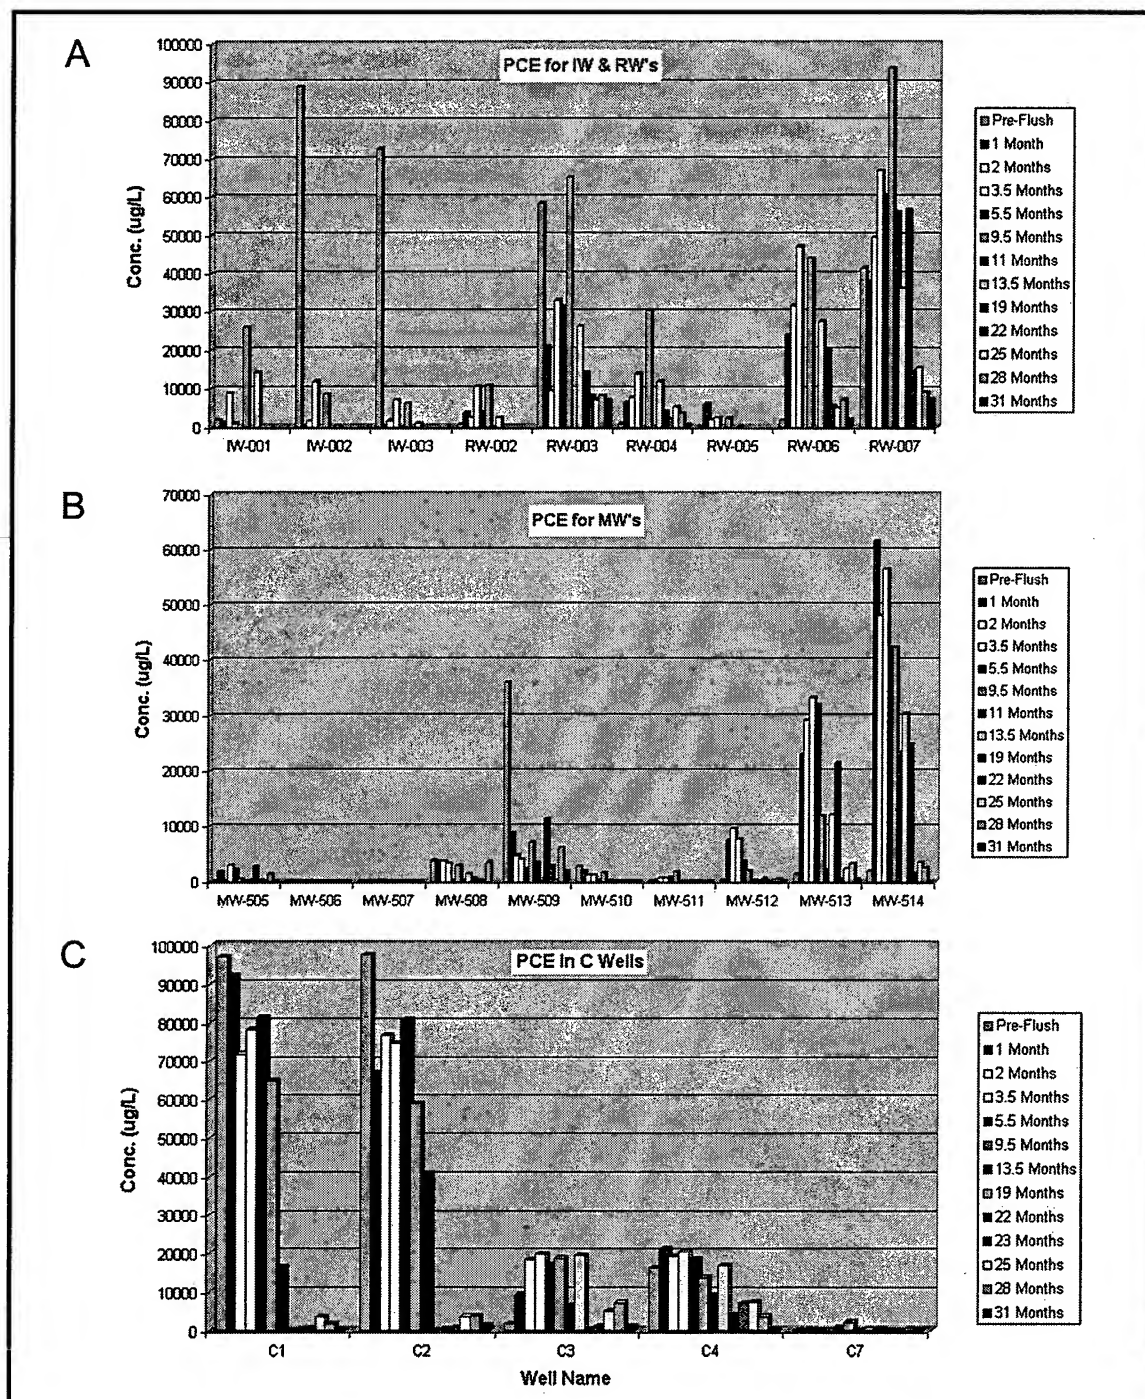 A
PCE for IW & RW's
Conc. (ug/L)
100000
90000
80000
70000
60000
50000
40000
30000
20000
10000
0
IW-001 IW-002 IW-003 RW-002 RW-003 RW-004 RW-005 RW-006 RW-007
Pre-Flush
1 Month
2 Months
3.5 Months
5.5 Months
9.5 Months
11 Months
13.5 Months
19 Months
22 Months
25 Months
28 Months
31 Months
B
PCE for MW's
Conc. (ug/L)
70000
60000
50000
40000
30000
20000
10000
0
MW-505 MW-506 MW-507 MW-508 MW-509 MW-510 MW-511 MW-512 MW-513 MW-514
Pre-Flush
1 Month
2 Months
3.5 Months
5.5 Months
9.5 Months
11 Months
13.5 Months
19 Months
22 Months
25 Months
28 Months
31 Months
C
PCE in C Wells
Conc. (ug/L)
100000
90000
80000
70000
60000
50000
40000
30000
20000
10000
0
C1 C2 C3 C4 C7
Well Name
Pre-Flush
1 Month
2 Months
3.5 Months
5.5 Months
9.5 Months
13.5 Months
19 Months
22 Months
23 Months
25 Months
28 Months
31 Months